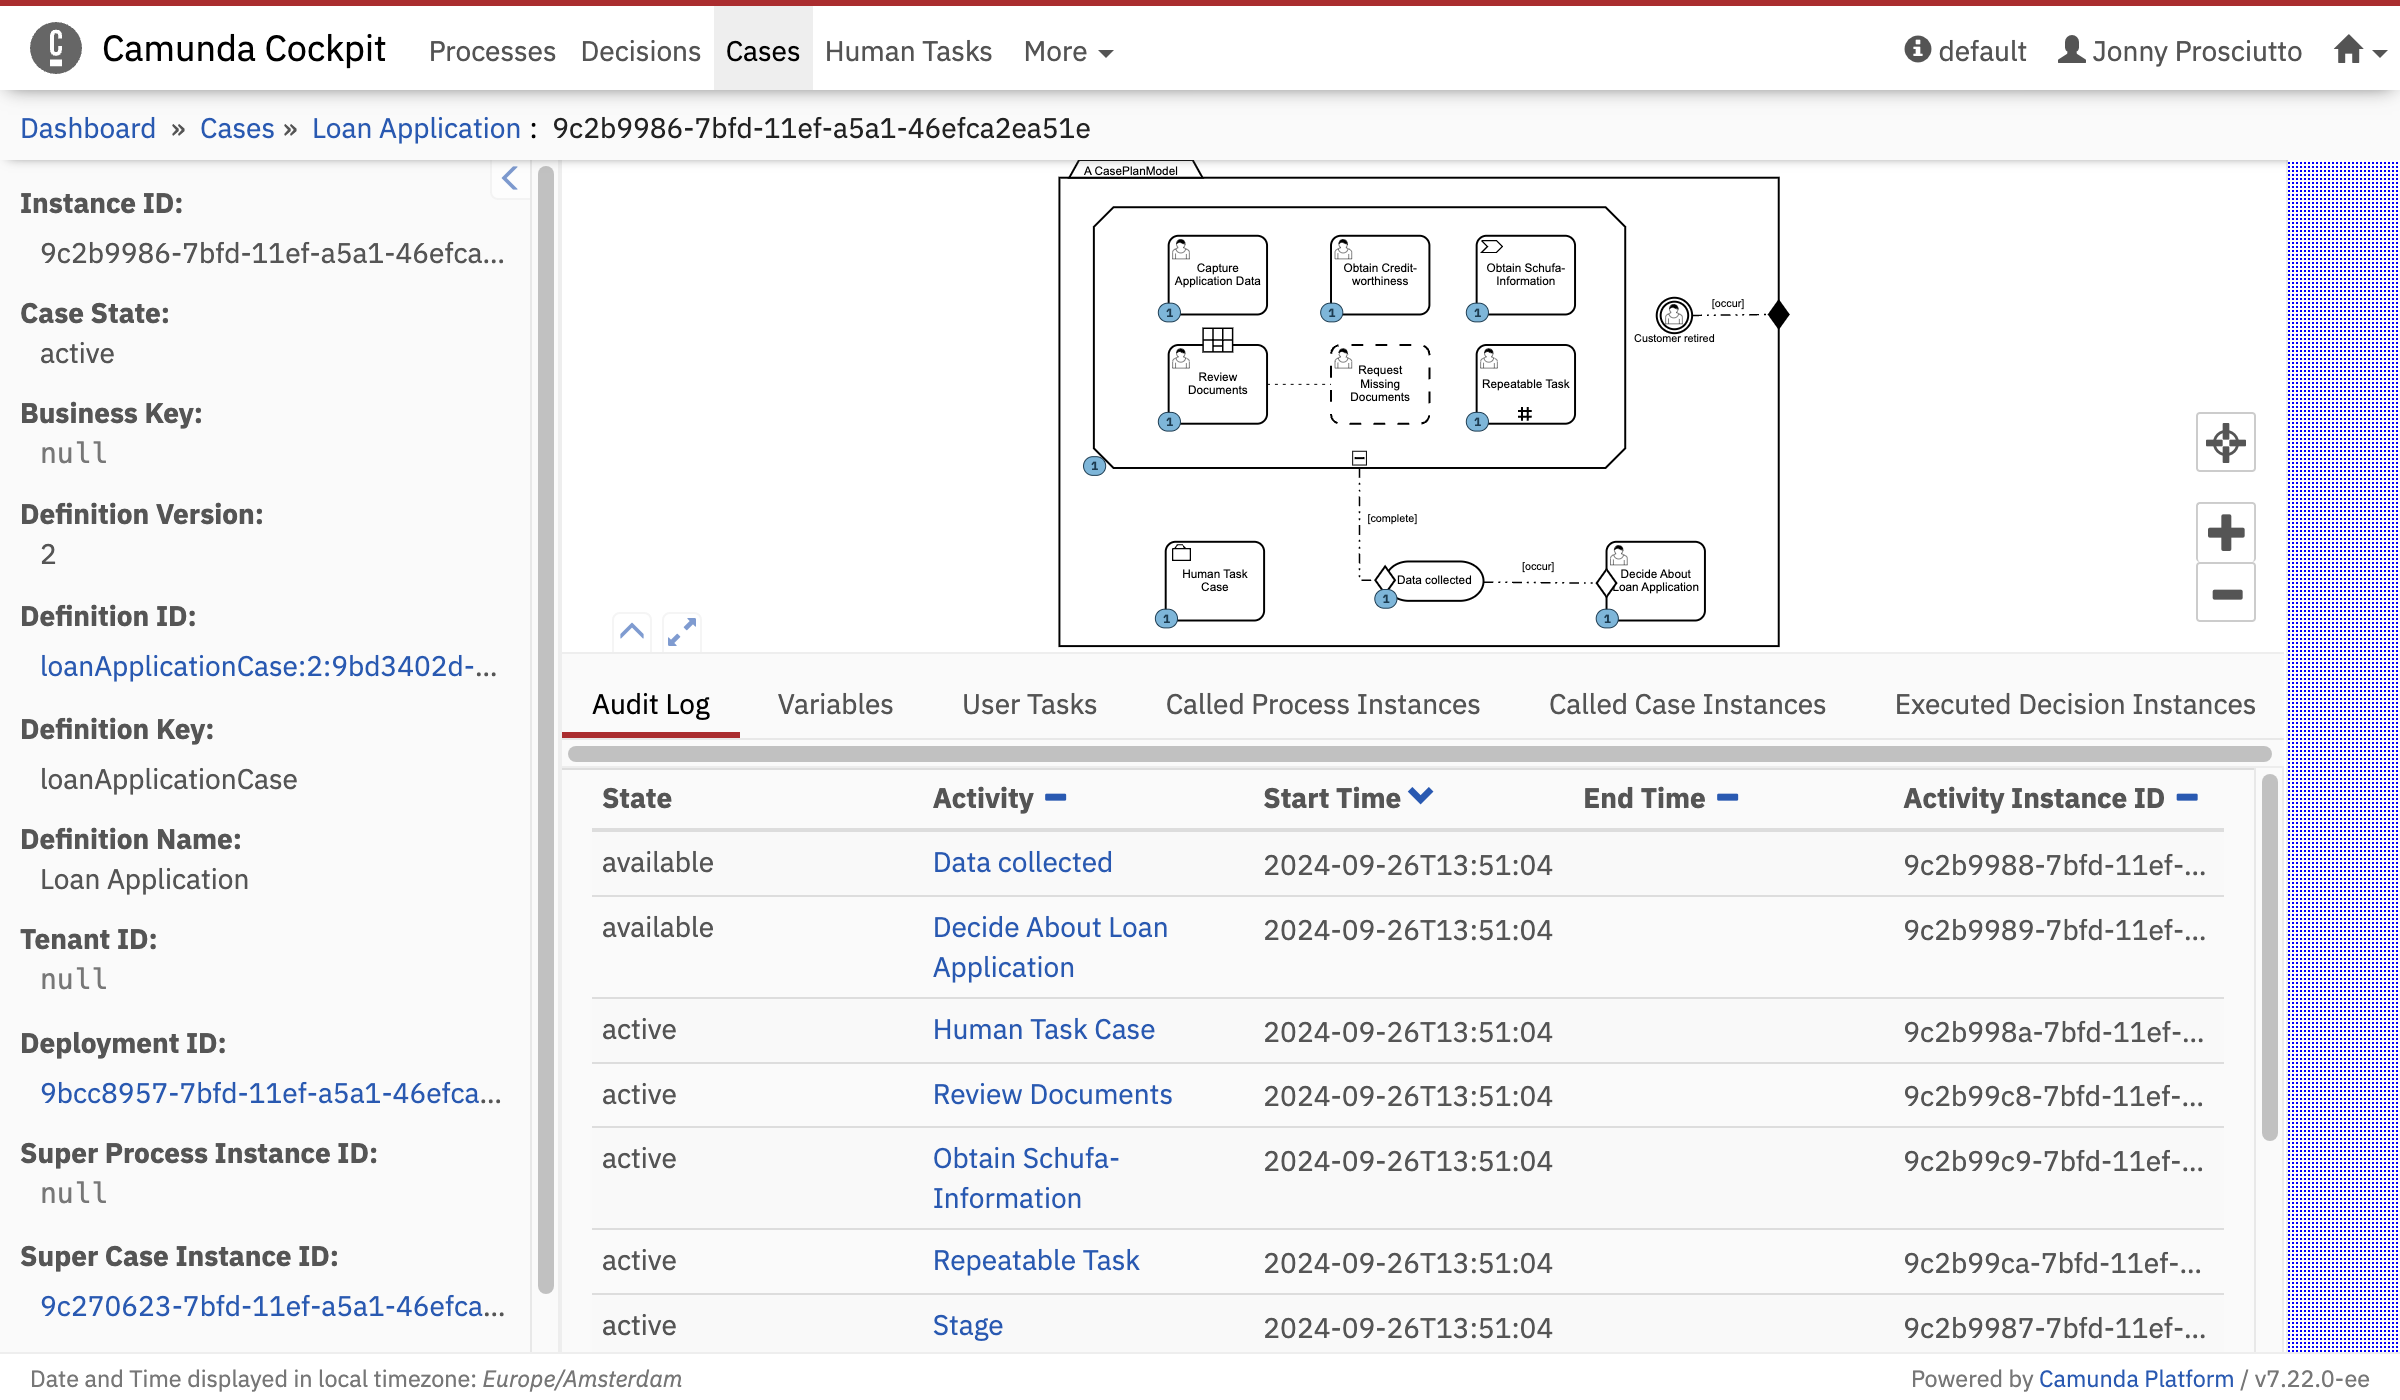 Camunda Cockpit Processes Decisions Cases Human Tasks More default Jonny Prosciutto
Dashboard » Cases » Loan Application : 9c2b9986-7bfd-11ef-a5a1-46efca2ea51e
Instance ID:
9c2b9986-7bfd-11ef-a5a1-46efca...
Case State:
active
Business Key:
null
Definition Version:
2
Definition ID:
loanApplicationCase:2:9bd3402d-...
Definition Key:
loanApplicationCase
Definition Name:
Loan Application
Tenant ID:
null
Deployment ID:
9bcc8957-7bfd-11ef-a5a1-46efca...
Super Process Instance ID:
null
Super Case Instance ID:
9c270623-7bfd-11ef-a5a1-46efca...
A CasePlanModel
Capture
Application Data
1
Obtain Credit-
worthiness
1
Obtain Schufa-
Information
1
[occur]
Customer retired
Review
Documents
1
Request
Missing
Documents
Repeatable Task
1
1
[complete]
Human Task
Case
1
Data collected
1
[occur]
Decide About
Loan Application
1
Audit Log Variables User Tasks Called Process Instances Called Case Instances Executed Decision Instances
State Activity Start Time End Time Activity Instance ID
available Data collected 2024-09-26T13:51:04 9c2b9988-7bfd-11ef-...
available Decide About Loan 2024-09-26T13:51:04 9c2b9989-7bfd-11ef-...
Application
active Human Task Case 2024-09-26T13:51:04 9c2b998a-7bfd-11ef-...
active Review Documents 2024-09-26T13:51:04 9c2b99c8-7bfd-11ef-...
active Obtain Schufa- 2024-09-26T13:51:04 9c2b99c9-7bfd-11ef-...
Information
active Repeatable Task 2024-09-26T13:51:04 9c2b99ca-7bfd-11ef-...
active Stage 2024-09-26T13:51:04 9c2b9987-7bfd-11ef-...
Date and Time displayed in local timezone: Europe/Amsterdam
Powered by Camunda Platform / v7.22.0-ee